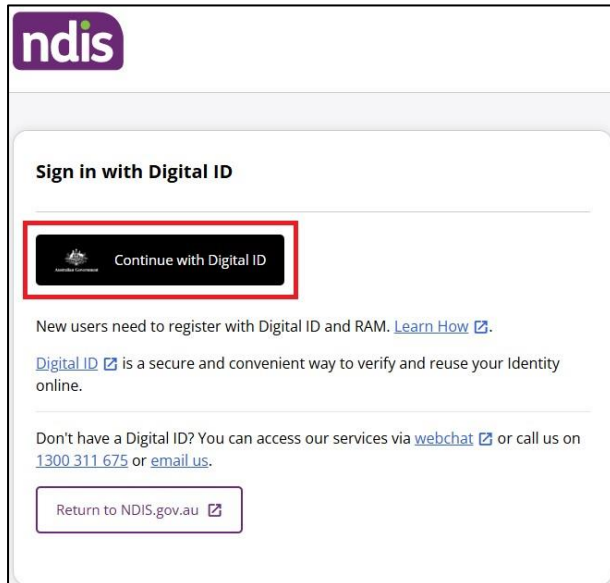 ndis
Sign in with Digital ID
Australian Government
Continue with Digital ID
New users need to register with Digital ID and RAM. Learn How.
Digital ID is a secure and convenient way to verify and reuse your Identity
online.
Don't have a Digital ID? You can access our services via webchat or call us on
1300 311 675 or email us.
Return to NDIS.gov.au